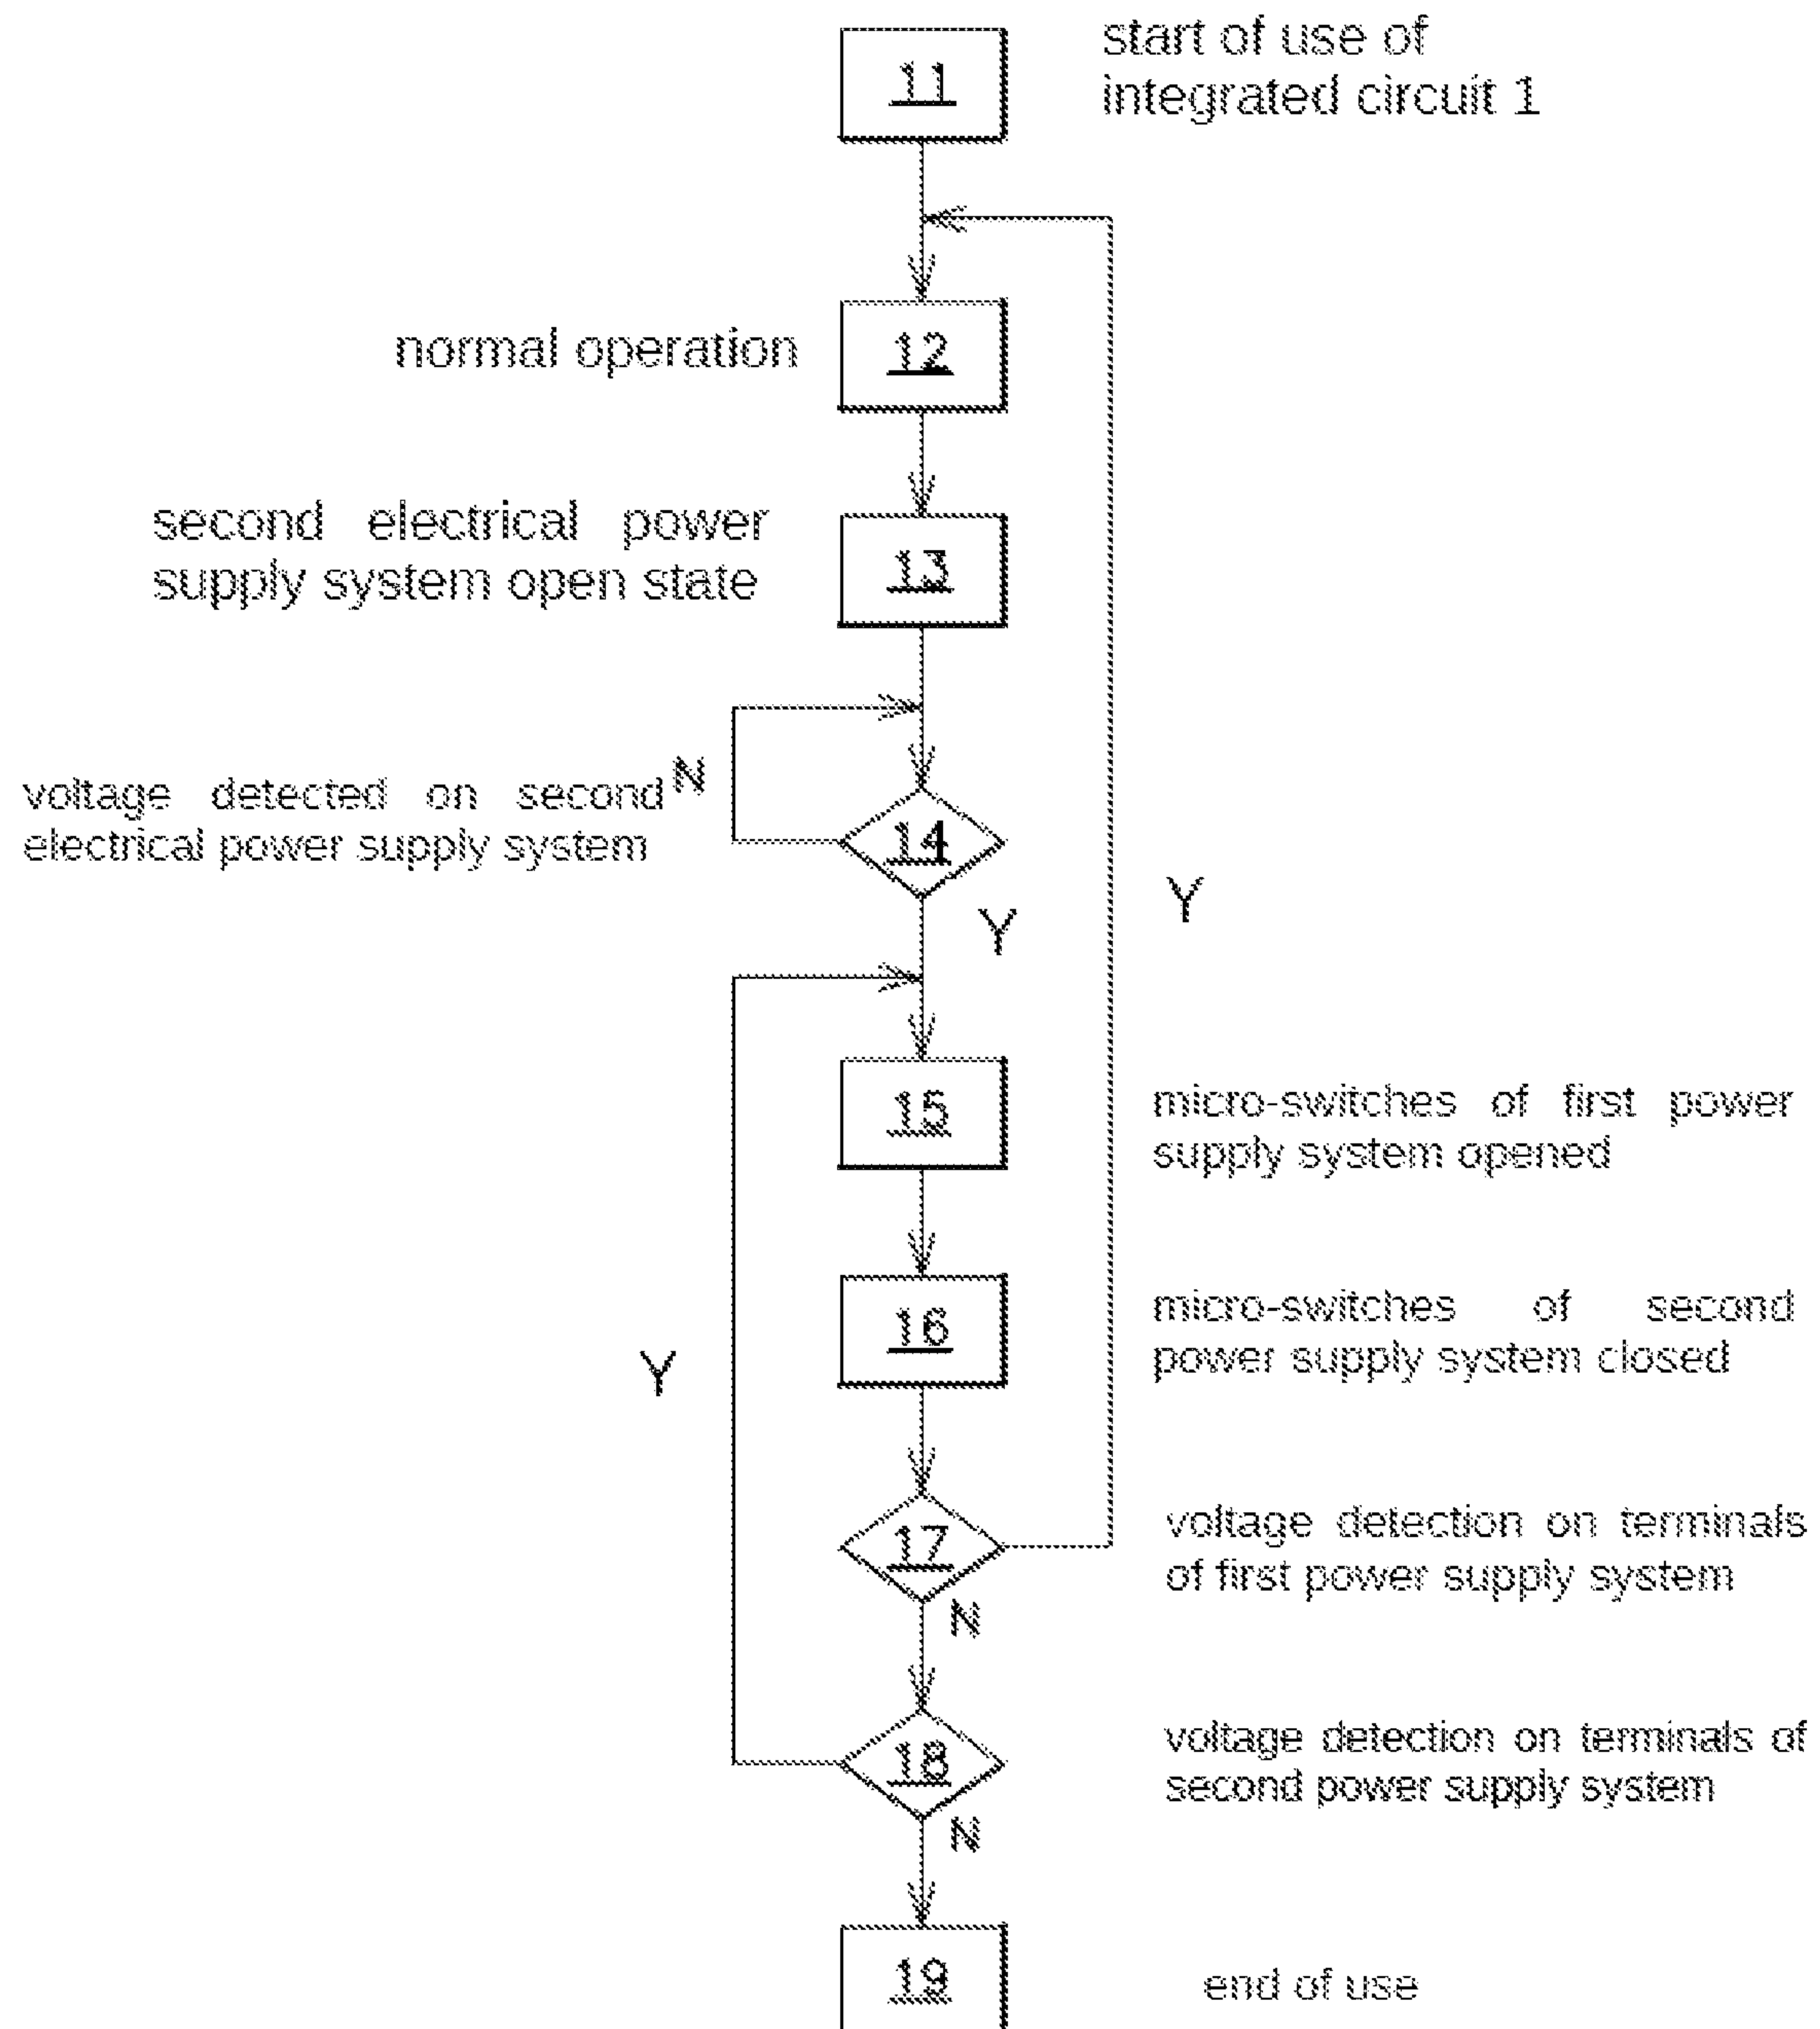 11
start of use of
integrated circuit 1
normal operation
12
second electrical power
supply system open state
13
N
voltage detected on second
electrical power supply system
14
Y
Y
15
micro-switches of first power
supply system opened
16
micro-switches of second
power supply system closed
Y
17
voltage detection on terminals
of first power supply system
N
18
voltage detection on terminals of
second power supply system
N
19
end of use